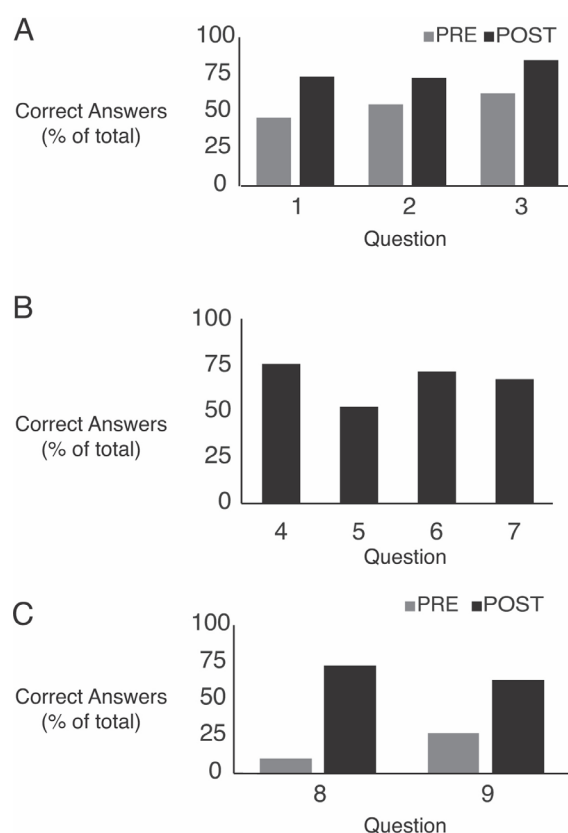 A
100
PRE POST
75
Correct Answers
(% of total)
50
25
0
1 2 3
Question
B
100
75
Correct Answers
(% of total)
50
25
0
4 5 6 7
Question
C
PRE POST
100
75
Correct Answers
(% of total)
50
25
0
8 9
Question